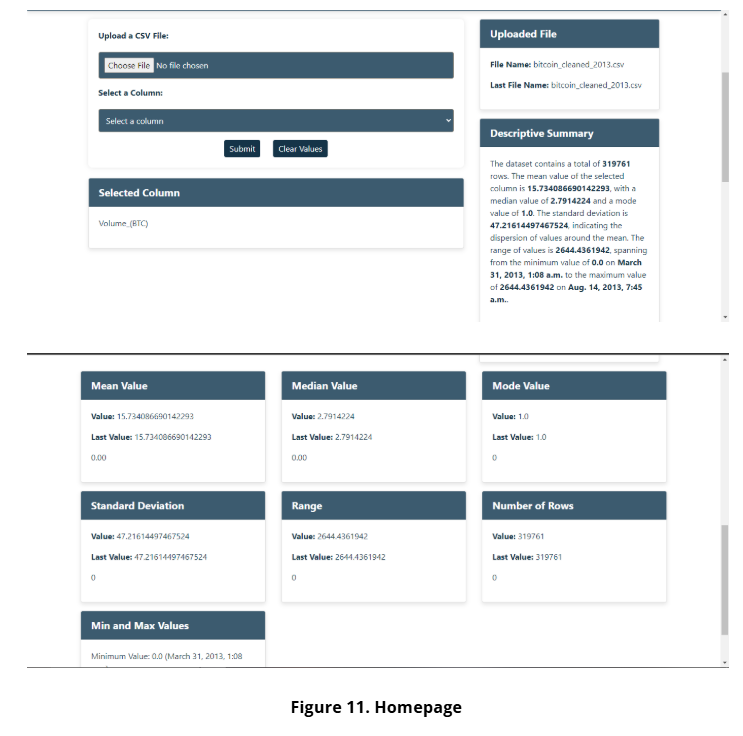 Upload a CSV File:
Choose File No file chosen
Select a Column:
Select a column
Submit Clear Values
Selected Column
Volume_(BTC)
Uploaded File
File Name: bitcoin_cleaned_2013.csv
Last File Name: bitcoin_cleaned_2013.csv
Descriptive Summary
The dataset contains a total of 319761
rows. The mean value of the selected
column is 15.734086690142293, with a
median value of 2.7914224 and a mode
value of 1.0. The standard deviation is
47.21614497467524, indicating the
dispersion of values around the mean. The
range of values is 2644.4361942, spanning
from the minimum value of 0.0 on March
31, 2013, 1:08 a.m. to the maximum value
of 2644.4361942 on Aug. 14, 2013, 7:45
a.m..
Mean Value
Value: 15.734086690142293
Last Value: 15.734086690142293
0.00
Median Value
Value: 2.7914224
Last Value: 2.7914224
0.00
Mode Value
Value: 1.0
Last Value: 1.0
0
Standard Deviation
Value: 47.21614497467524
Last Value: 47.21614497467524
0
Range
Value: 2644.4361942
Last Value: 2644.4361942
0
Number of Rows
Value: 319761
Last Value: 319761
0
Min and Max Values
Minimum Value: 0.0 (March 31, 2013, 1:08
Figure 11. Homepage